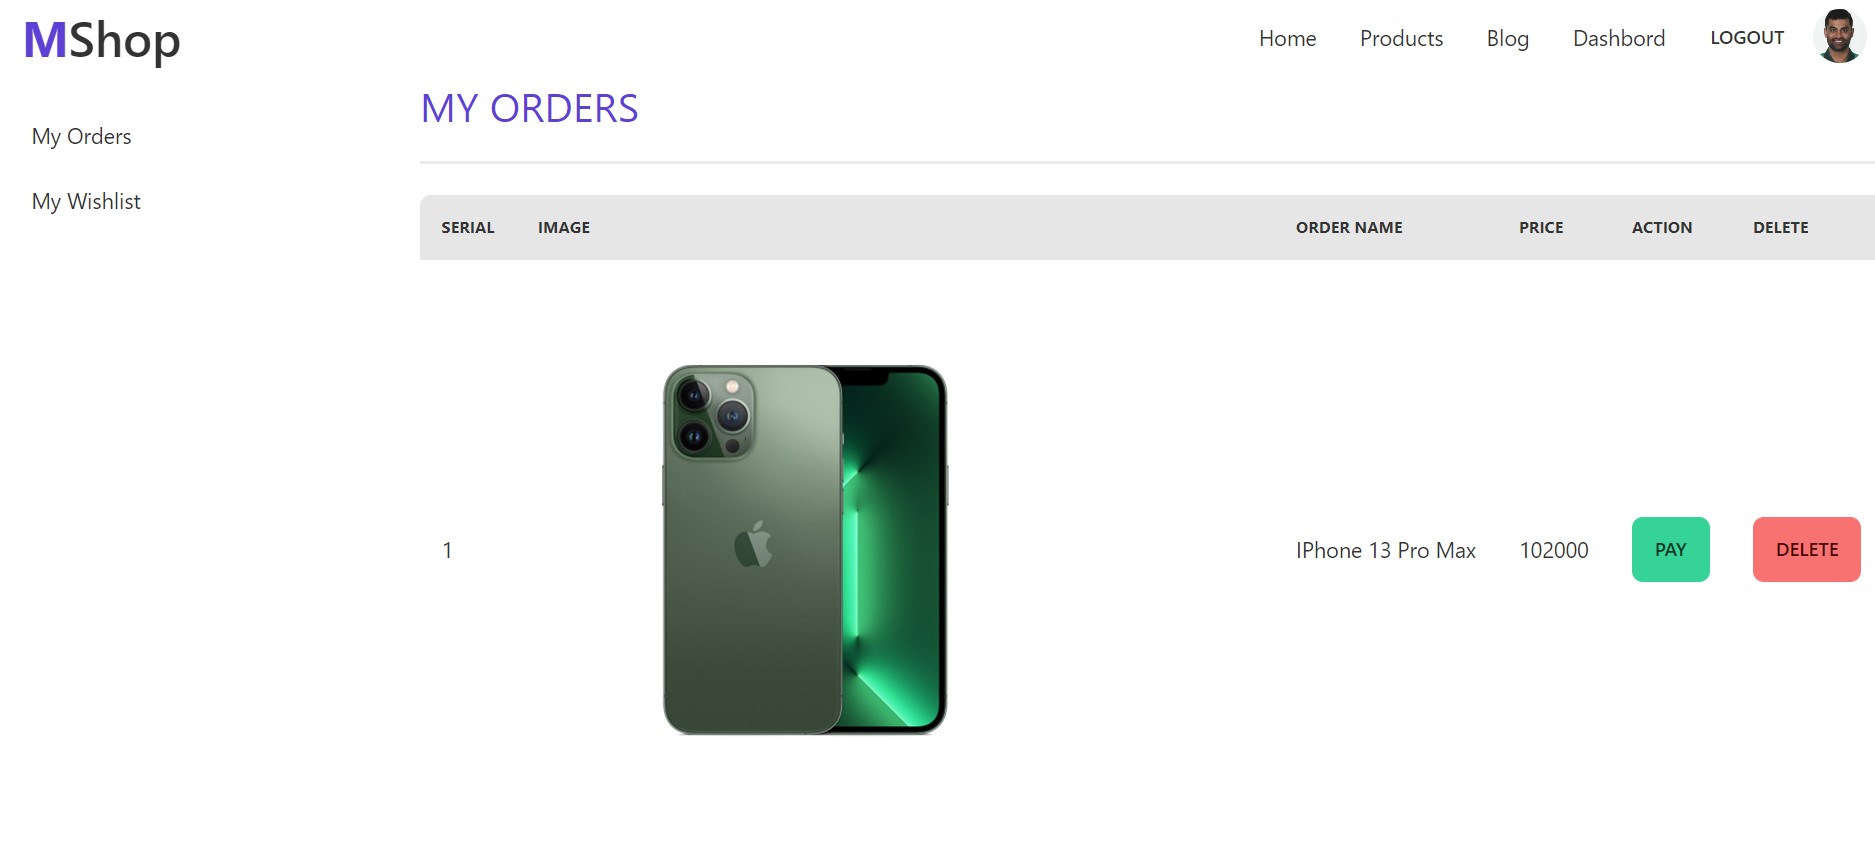 MShop
Home Products Blog Dashbord LOGOUT
My Orders
My Wishlist
MY ORDERS
SERIAL IMAGE ORDER NAME PRICE ACTION DELETE
1 IPhone 13 Pro Max 102000 PAY DELETE